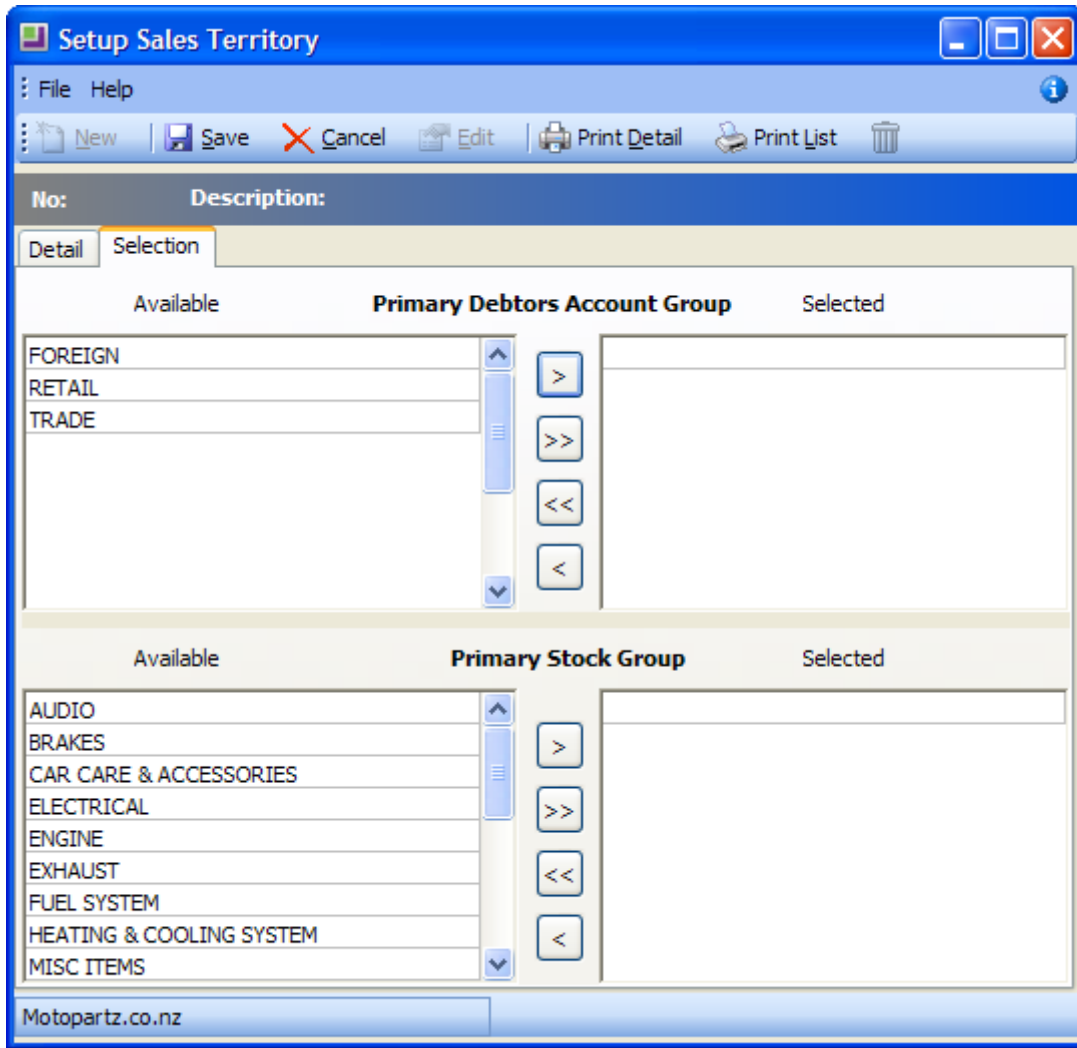 Setup Sales Territory
File Help
New Save Cancel Edit Print Detail Print List
No: Description:
Detail Selection
Available Primary Debtors Account Group Selected
FOREIGN
RETAIL
TRADE
>
>>
<<
<
Available Primary Stock Group Selected
AUDIO
BRAKES
CAR CARE & ACCESSORIES
ELECTRICAL
ENGINE
EXHAUST
FUEL SYSTEM
HEATING & COOLING SYSTEM
MISC ITEMS
>
>>
<<
<
Motopartz.co.nz